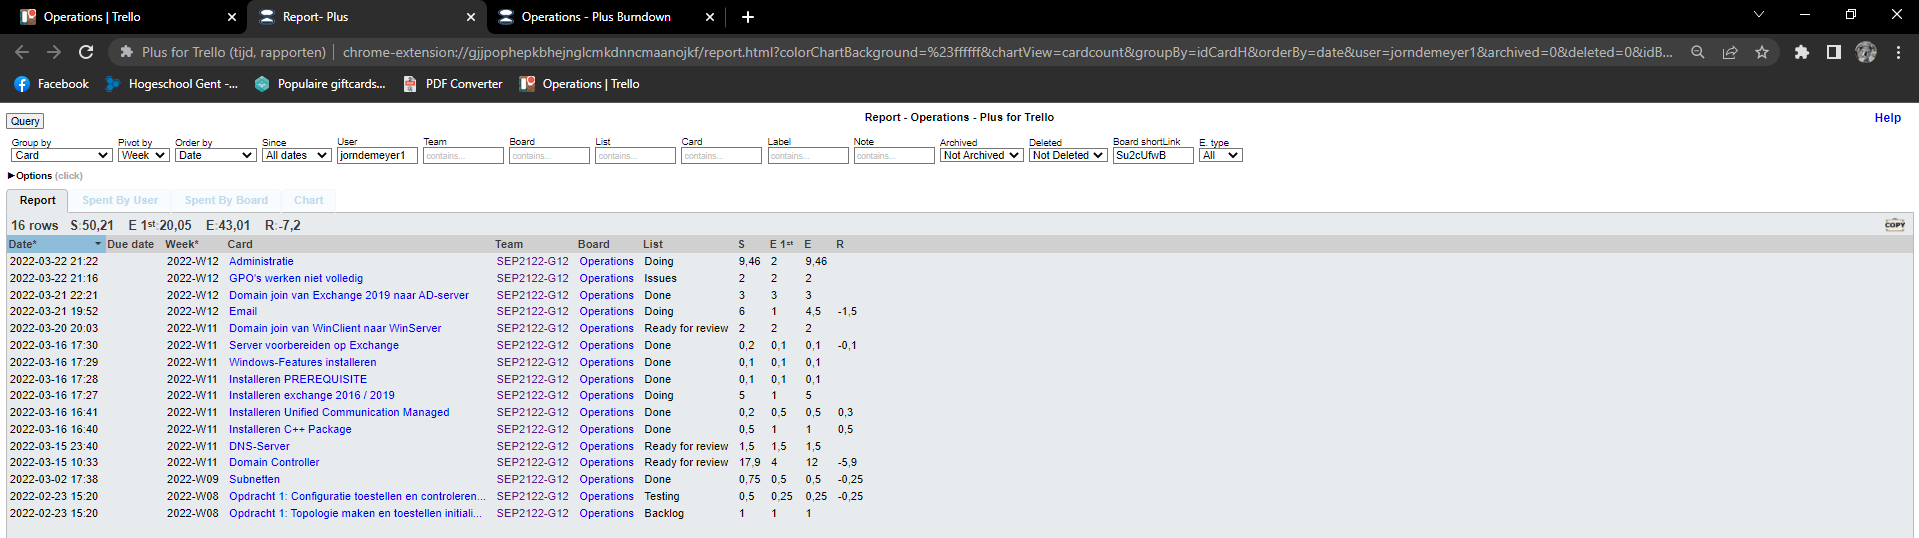 Operations | Trello
Report- Plus
Operations - Plus Burndown
Plus for Trello (tijd, rapporten) | chrome-extension://gjjpophepkbhejnglcmkdnncmaanojkf/report.html?colorChartBackground=%23ffffff&chartView=cardcount&groupBy=idCardH&orderBy=date&user=jorndemeyer1&archived=0&deleted=0&idB...
Facebook Hogeschool Gent -... Populaire giftcards... PDF Converter Operations | Trello
Query Report - Operations - Plus for Trello Help
Group by Pivot by Order by Since User Team Board List Card Label Note Archived Deleted Board shortLink E. type
Card Week Date All dates jorndemeyer1 contains... contains... contains... contains... contains... contains... Not Archived Not Deleted Su2cUfwB All
Options (click)
Report Spent By User Spent By Board Chart
16 rows S:50,21 E 1st:20,05 E:43,01 R:-7,2 COPY
Date* Due date Week* Card Team Board List S E 1st E R
2022-03-22 21:22 2022-W12 Administratie SEP2122-G12 Operations Doing 9,46 2 9,46
2022-03-22 21:16 2022-W12 GPO's werken niet volledig SEP2122-G12 Operations Issues 2 2 2
2022-03-21 22:21 2022-W12 Domain join van Exchange 2019 naar AD-server SEP2122-G12 Operations Done 3 3 3
2022-03-21 19:52 2022-W12 Email SEP2122-G12 Operations Doing 6 1 4,5 -1,5
2022-03-20 20:03 2022-W11 Domain join van WinClient naar WinServer SEP2122-G12 Operations Ready for review 2 2 2
2022-03-16 17:30 2022-W11 Server voorbereiden op Exchange SEP2122-G12 Operations Done 0,2 0,1 0,1 -0,1
2022-03-16 17:29 2022-W11 Windows-Features installeren SEP2122-G12 Operations Done 0,1 0,1 0,1
2022-03-16 17:28 2022-W11 Installeren PREREQUISITE SEP2122-G12 Operations Done 0,1 0,1 0,1
2022-03-16 17:27 2022-W11 Installeren exchange 2016 / 2019 SEP2122-G12 Operations Doing 5 1 5
2022-03-16 16:41 2022-W11 Installeren Unified Communication Managed SEP2122-G12 Operations Done 0,2 0,5 0,5 0,3
2022-03-16 16:40 2022-W11 Installeren C++ Package SEP2122-G12 Operations Done 0,5 1 1 0,5
2022-03-15 23:40 2022-W11 DNS-Server SEP2122-G12 Operations Ready for review 1,5 1,5 1,5
2022-03-15 10:33 2022-W11 Domain Controller SEP2122-G12 Operations Ready for review 17,9 4 12 -5,9
2022-03-02 17:38 2022-W09 Subnetten SEP2122-G12 Operations Done 0,75 0,5 0,5 -0,25
2022-02-23 15:20 2022-W08 Opdracht 1: Configuratie toestellen en controleren... SEP2122-G12 Operations Testing 0,5 0,25 0,25 -0,25
2022-02-23 15:20 2022-W08 Opdracht 1: Topologie maken en toestellen initiali... SEP2122-G12 Operations Backlog 1 1 1